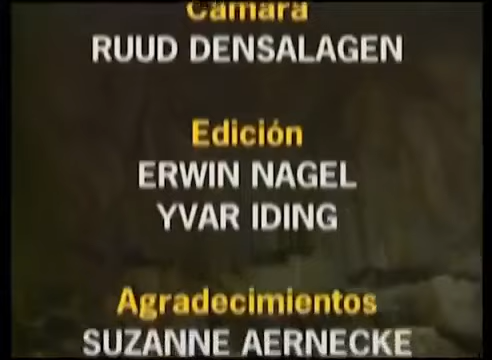 Cámara
RUUD DENSALAGEN
Edición
ERWIN NAGEL
YVAR IDING
Agradecimientos
SUZANNE AERNECKE